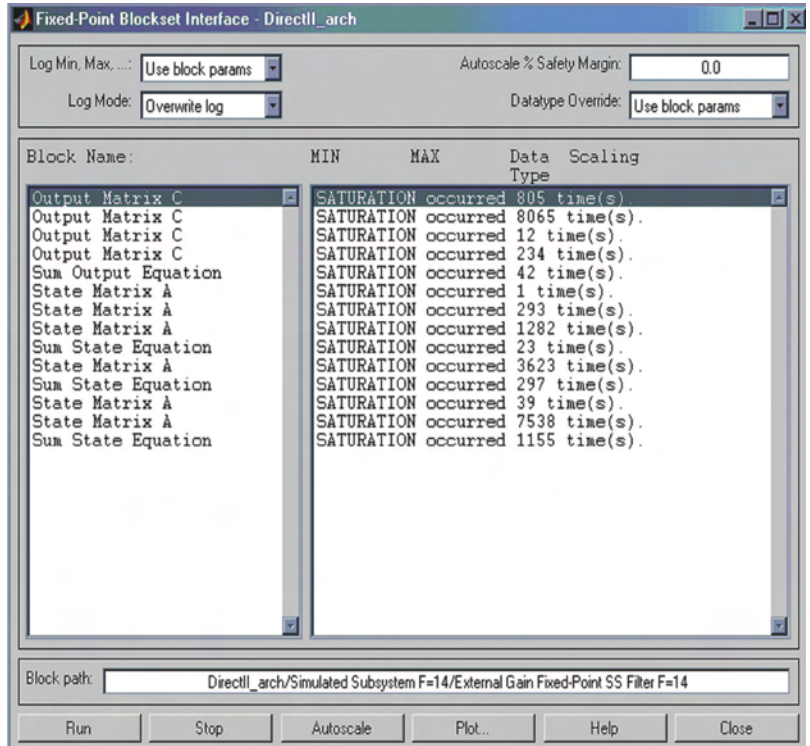 Fixed-Point Blockset Interface - DirectII_arch
Log Min, Max, ...: Use block params Autoscale % Safety Margin: 0.0
Log Mode: Overwrite log Datatype Override: Use block params
Block Name: MIN MAX Data Scaling
Type
Output Matrix C SATURATION occurred 805 time(s).
Output Matrix C SATURATION occurred 8065 time(s).
Output Matrix C SATURATION occurred 12 time(s).
Output Matrix C SATURATION occurred 234 time(s).
Sum Output Equation SATURATION occurred 42 time(s).
State Matrix A SATURATION occurred 1 time(s).
State Matrix A SATURATION occurred 293 time(s).
State Matrix A SATURATION occurred 1282 time(s).
Sum State Equation SATURATION occurred 23 time(s).
State Matrix A SATURATION occurred 3623 time(s).
Sum State Equation SATURATION occurred 297 time(s).
State Matrix A SATURATION occurred 39 time(s).
State Matrix A SATURATION occurred 7538 time(s).
Sum State Equation SATURATION occurred 1155 time(s).
Block path: DirectII_arch/Simulated Subsystem F=14/External Gain Fixed-Point SS Filter F=14
Run Stop Autoscale Plot... Help Close